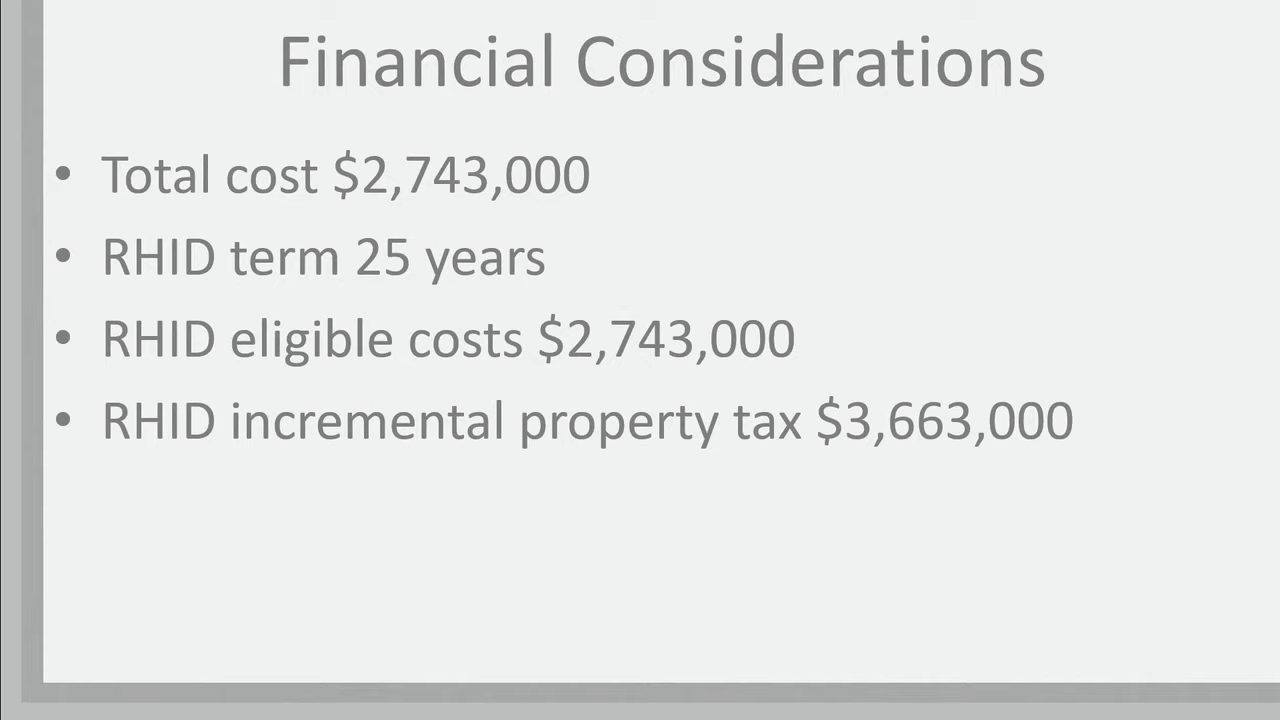 Financial Considerations
• Total cost $2,743,000
• RHID term 25 years
• RHID eligible costs $2,743,000
• RHID incremental property tax $3,663,000